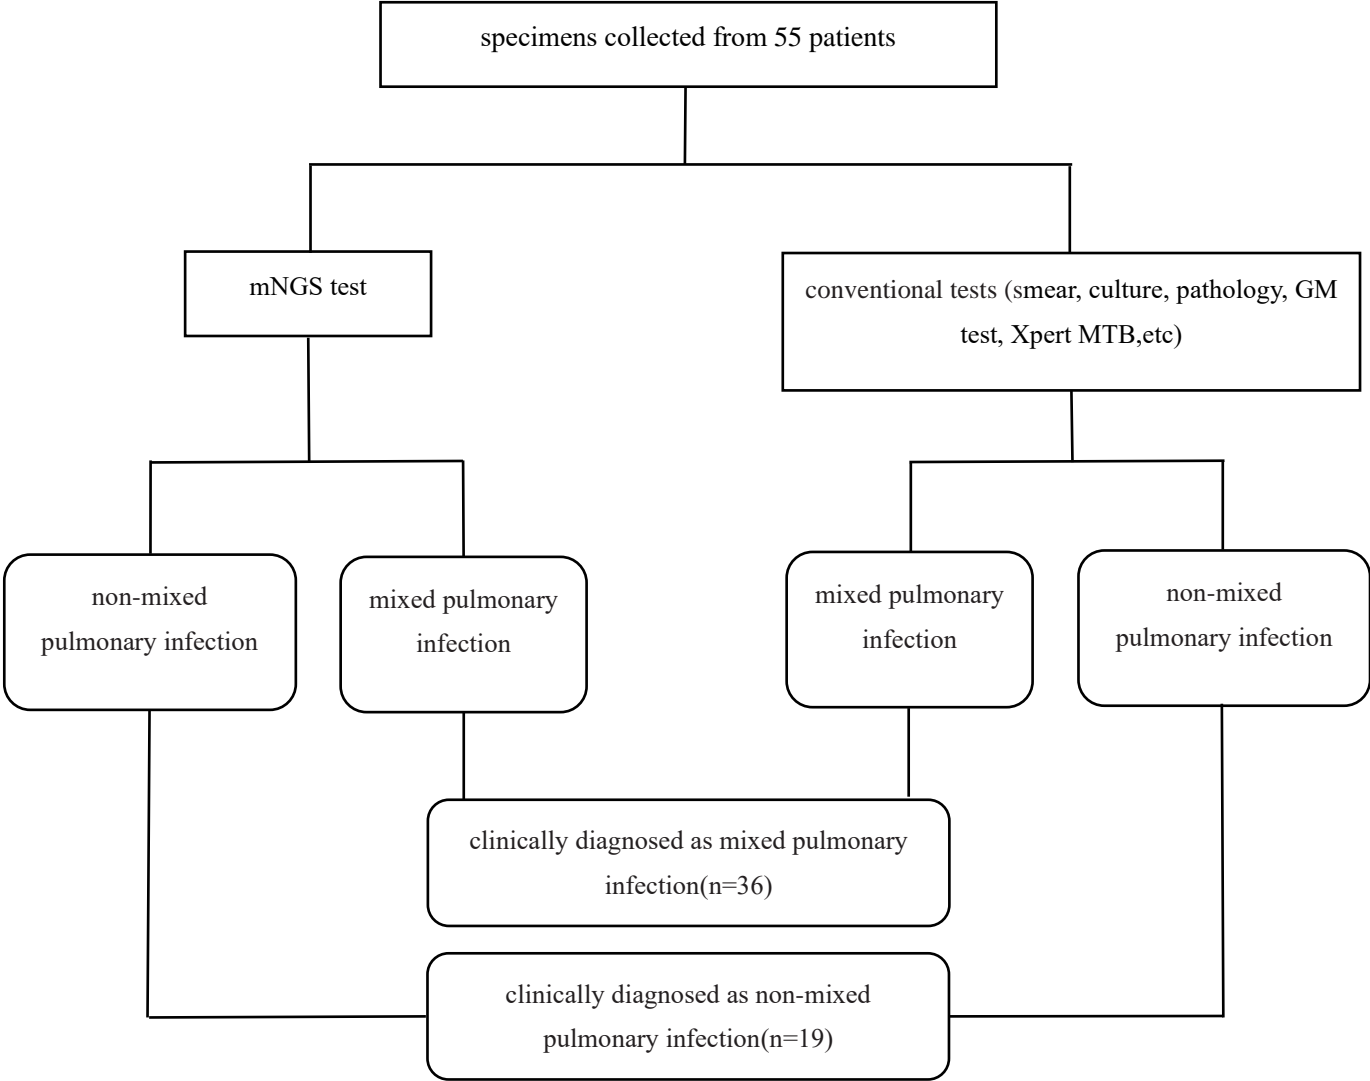 specimens collected from 55 patients
mNGS test
conventional tests (smear, culture, pathology, GM
test, Xpert MTB,etc)
non-mixed
pulmonary infection
mixed pulmonary
infection
mixed pulmonary
infection
non-mixed
pulmonary infection
clinically diagnosed as mixed pulmonary
infection(n=36)
clinically diagnosed as non-mixed
pulmonary infection(n=19)